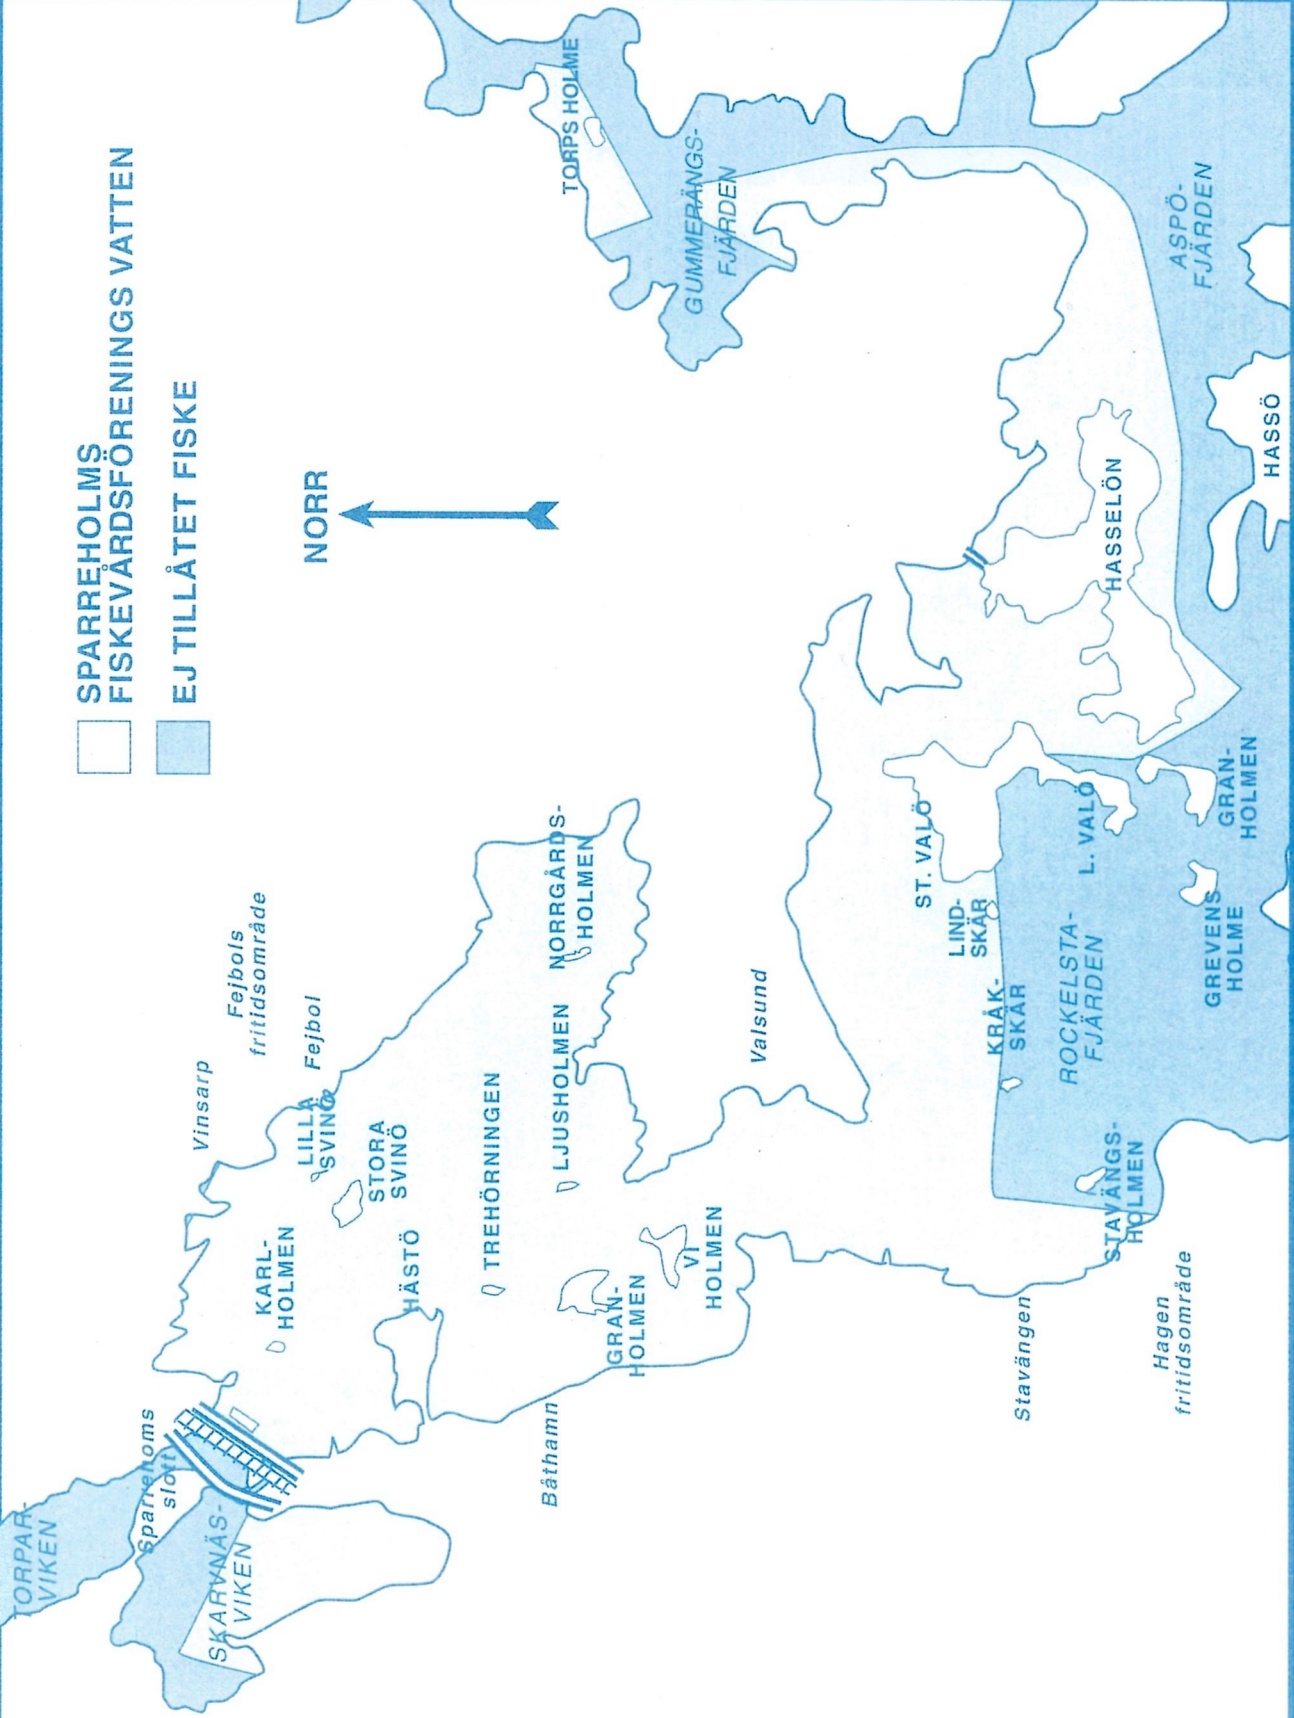 SPARREHOLMS
FISKEVÅRDSFÖRENINGS VATTEN
EJ TILLÅTET FISKE
NORR
TORPAR-
VIKEN
Sparreholms
slott
SKARVNÄS-
VIKEN
Vinsarp
Fejbols
fritidsområde
Fejbol
KARL-
HOLMEN
LILLA
SVINÖ
STORA
SVINÖ
HÄSTÖ
TREHÖRNINGEN
LJUSHOLMEN
NORRGÅRDS-
HOLMEN
Båthamn
GRAN-
HOLMEN
VI
HOLMEN
Valsund
TORPS HOLME
GUMMERÄNGS-
FJÄRDEN
ST. VALÖ
LIND-
SKÄR
KRÅK-
SKÄR
ROCKELSTA-
FJÄRDEN
L. VALÖ
HASSELÖN
ASPÖ-
FJÄRDEN
HASSÖ
GRAN-
HOLMEN
GREVENS
HOLME
STAVÄNGS-
HOLMEN
Stavängen
Hagen
fritidsområde